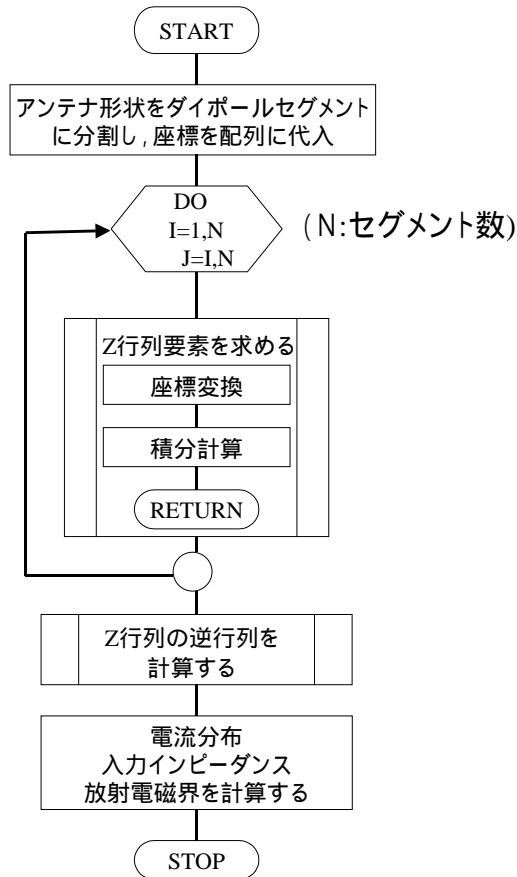 START
アンテナ形状をダイポールセグメント
に分割し,座標を配列に代入
DO
I=1,N
J=I,N
(N:セグメント数)
Z行列要素を求める
座標変換
積分計算
RETURN
Z行列の逆行列を
計算する
電流分布
入力インピーダンス
放射電磁界を計算する
STOP